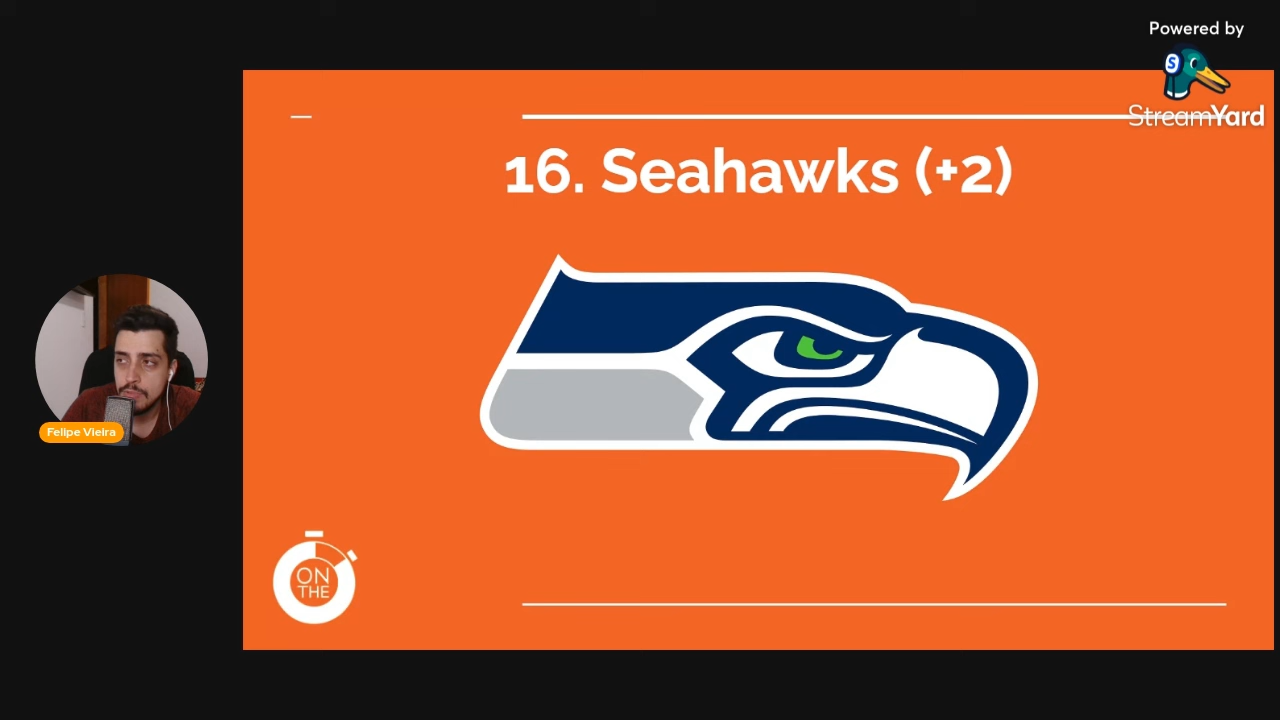 Powered by
StreamYard
16. Seahawks (+2)
Felipe Vieira
ON
THE
S